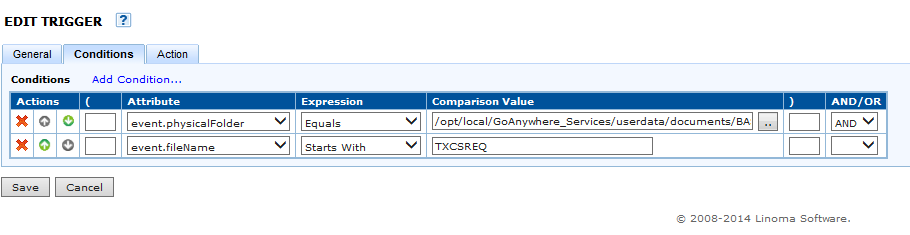 EDIT TRIGGER ?
General Conditions Action
Conditions Add Condition...
Actions ( Attribute Expression Comparison Value ) AND/OR
event.physicalFolder Equals /opt/local/GoAnywhere_Services/userdata/documents/BA .. AND
event.fileName Starts With TXCSREQ
Save Cancel
© 2008-2014 Linoma Software.